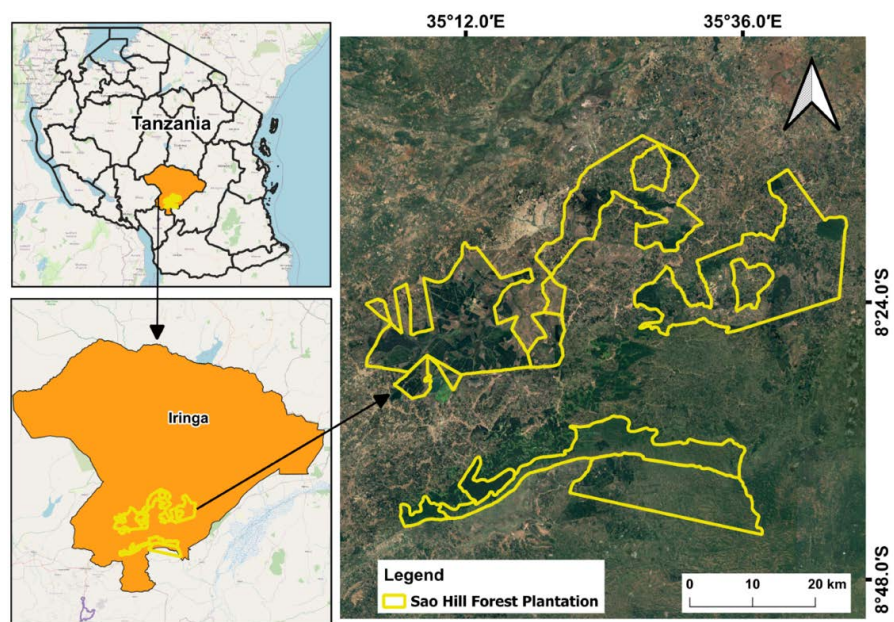 35°12.0'E
35°36.0'E
Tanzania
8°24.0'S
Iringa
Legend
Sao Hill Forest Plantation
0 10 20 km
8°48.0'S